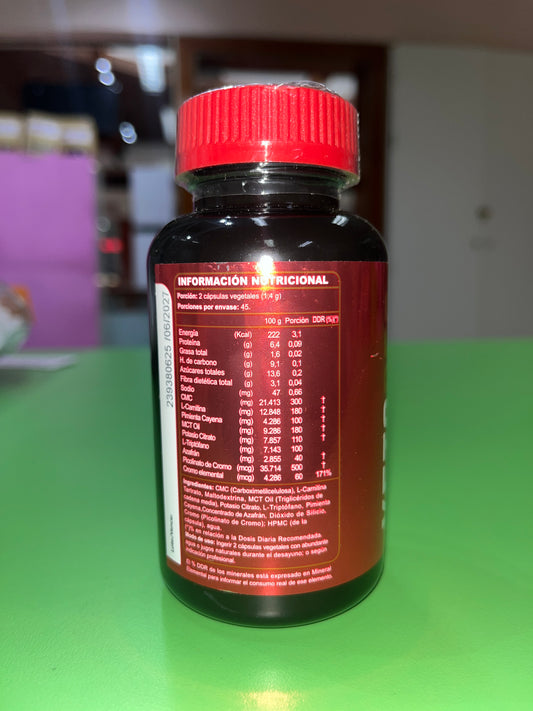 INFORMACIÓN NUTRICIONAL
Porción: 2 cápsulas vegetales (1,4 g)
Porciones por envase: 45.
100 g Porción DDR (%)(*)
Energía (Kcal) 222 3,1
Proteína (g) 6,4 0,09
Grasa total (g) 1,6 0,02
H. de carbono (g) 9,1 0,1
Azúcares totales (g) 13,6 0,2
Fibra dietética total (g) 3,1 0,04
Sodio (mg) 47 0,66
CMC (mg) 21.413 300 †
L-Carnitina (mg) 12.848 180 †
Pimienta Cayena (mg) 4.286 100 †
MCT Oil (mg) 9.286 180 †
Potasio Citrato (mg) 7.857 110 †
L-Triptófano (mg) 7.143 100
Azafrán (mg) 2.855 40 †
Picolinato de Cromo (mcg) 35.714 500 †
Cromo elemental (mcg) 4.286 60 171%
Ingredientes: CMC (Carboximetilcelulosa), L-Carnitina
Tartrato, Maltodextrina, MCT Oil (Triglicéridos de
cadena media), Potasio Citrato, L-Triptófano, Pimienta
Cayena,Concentrado de Azafrán, Dióxido de Silicio,
Cromo (Picolinato de Cromo): HPMC (de la
cápsula), agua.
(*)En relación a la Dosis Diaria Recomendada
Modo de uso: Ingerir 2 cápsulas vegetales con abundante
agua o jugos naturales durante el desayuno; o según
indicación profesional.
El % DDR de los minerales está expresado en Mineral
Elemental para informar el consumo real de ese elemento.
239380625 /06/2027
Lote/Vence: